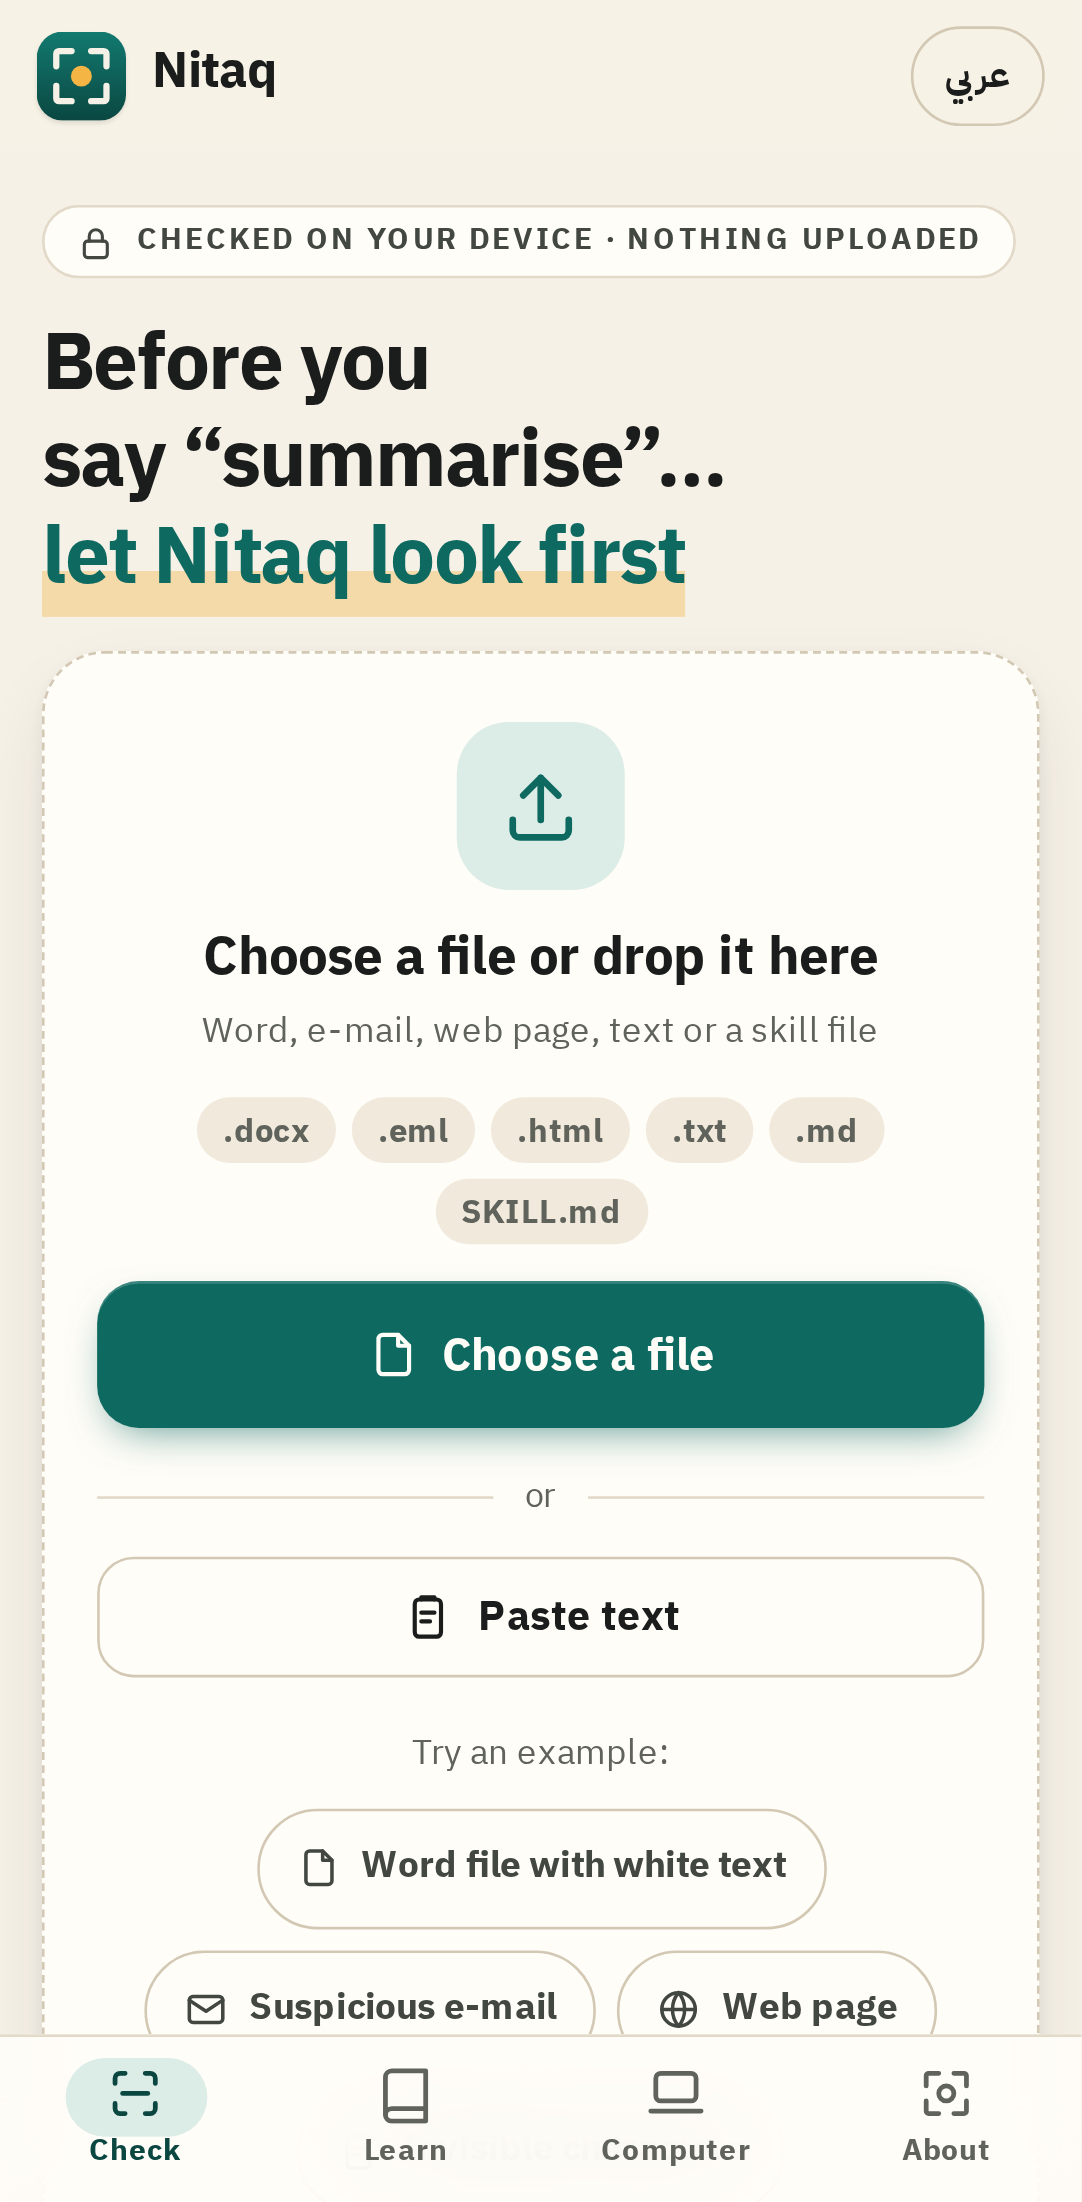 Nitaq
عربي
CHECKED ON YOUR DEVICE · NOTHING UPLOADED
Before you
say “summarise”...
let Nitaq look first
Choose a file or drop it here
Word, e-mail, web page, text or a skill file
.docx .eml .html .txt .md
SKILL.md
Choose a file
or
Paste text
Try an example:
Word file with white text
Suspicious e-mail Web page
Check Learn Computer About